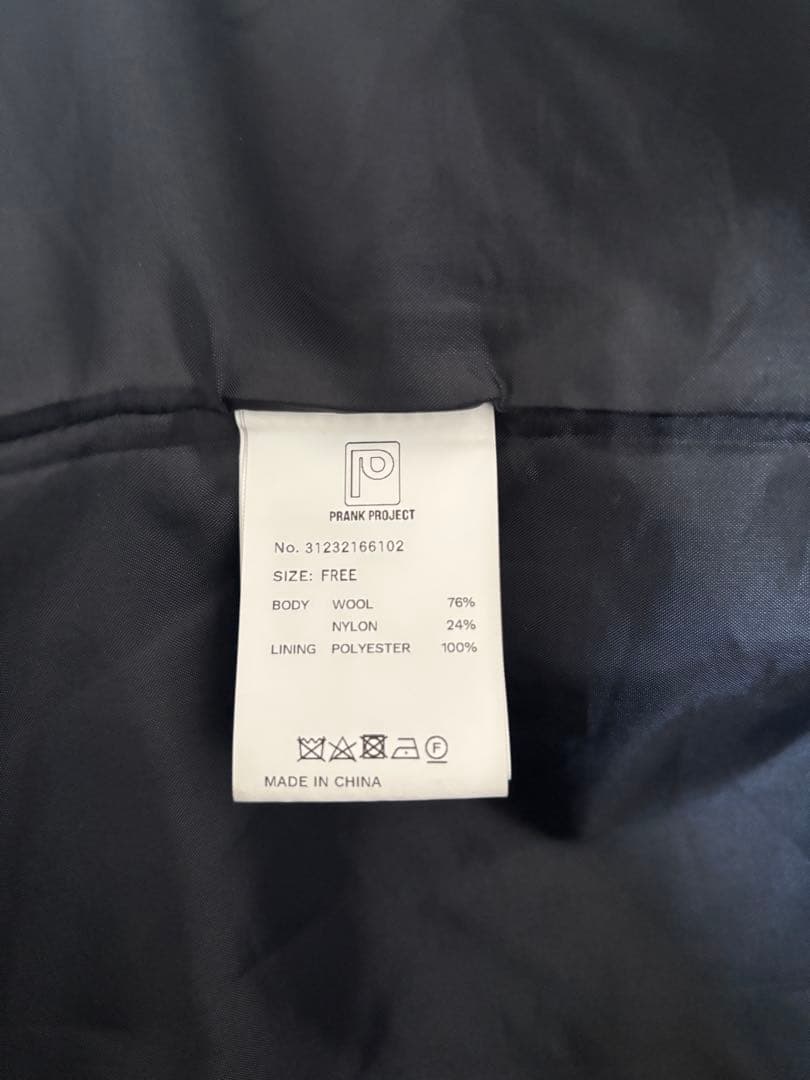 PRANK PROJECT
No. 31232166102
SIZE: FREE
BODY WOOL 76%
NYLON 24%
LINING POLYESTER 100%
F
MADE IN CHINA